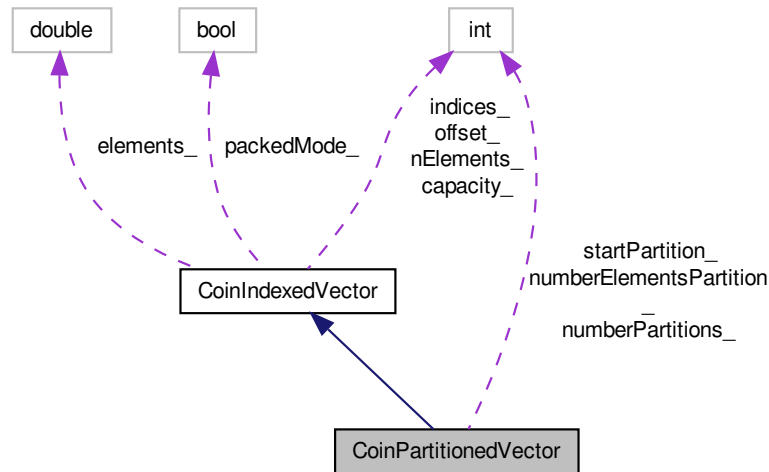 double
bool
int
indices_
offset_
elements_
packedMode_
nElements_
capacity_
startPartition_
numberElementsPartition
_
numberPartitions_
CoinIndexedVector
CoinPartitionedVector